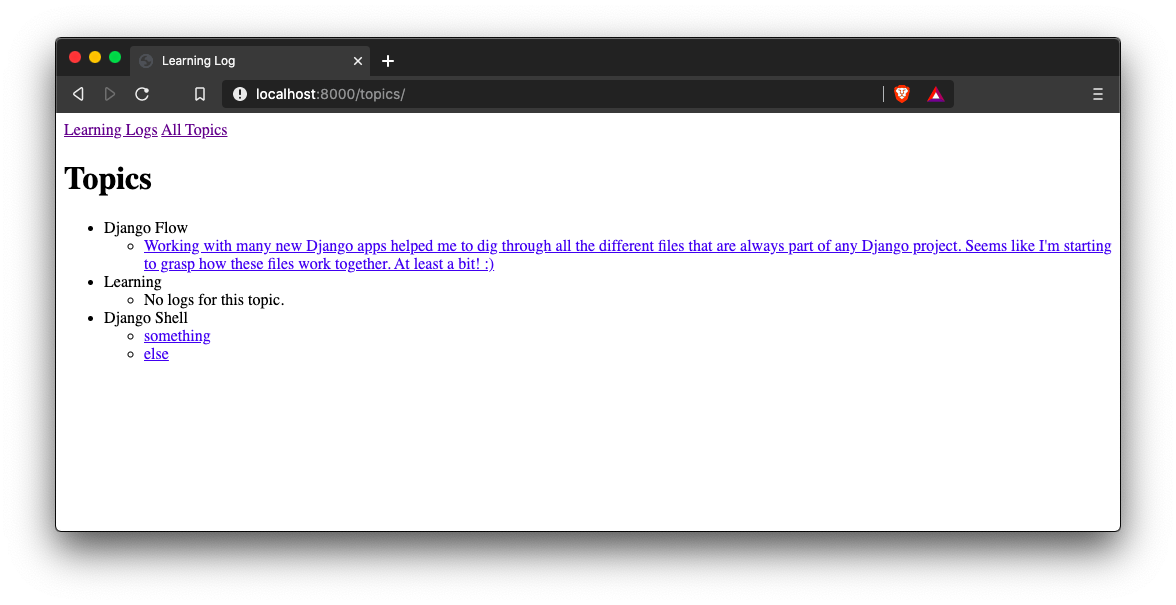 Learning Log
localhost:8000/topics/
Learning Logs All Topics
Topics
Django Flow
Working with many new Django apps helped me to dig through all the different files that are always part of any Django project. Seems like I'm starting
to grasp how these files work together. At least a bit! :)
Learning
No logs for this topic.
Django Shell
something
else